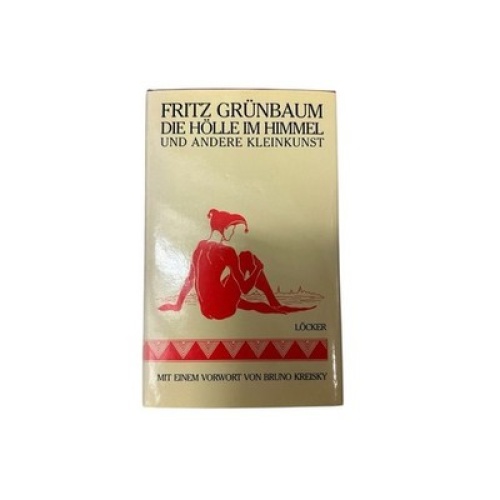 FRITZ GRÜNBAUM
DIE HÖLLE IM HIMMEL
UND ANDERE KLEINKUNST
LÖCKER
MIT EINEM VORWORT VON BRUNO KREISKY